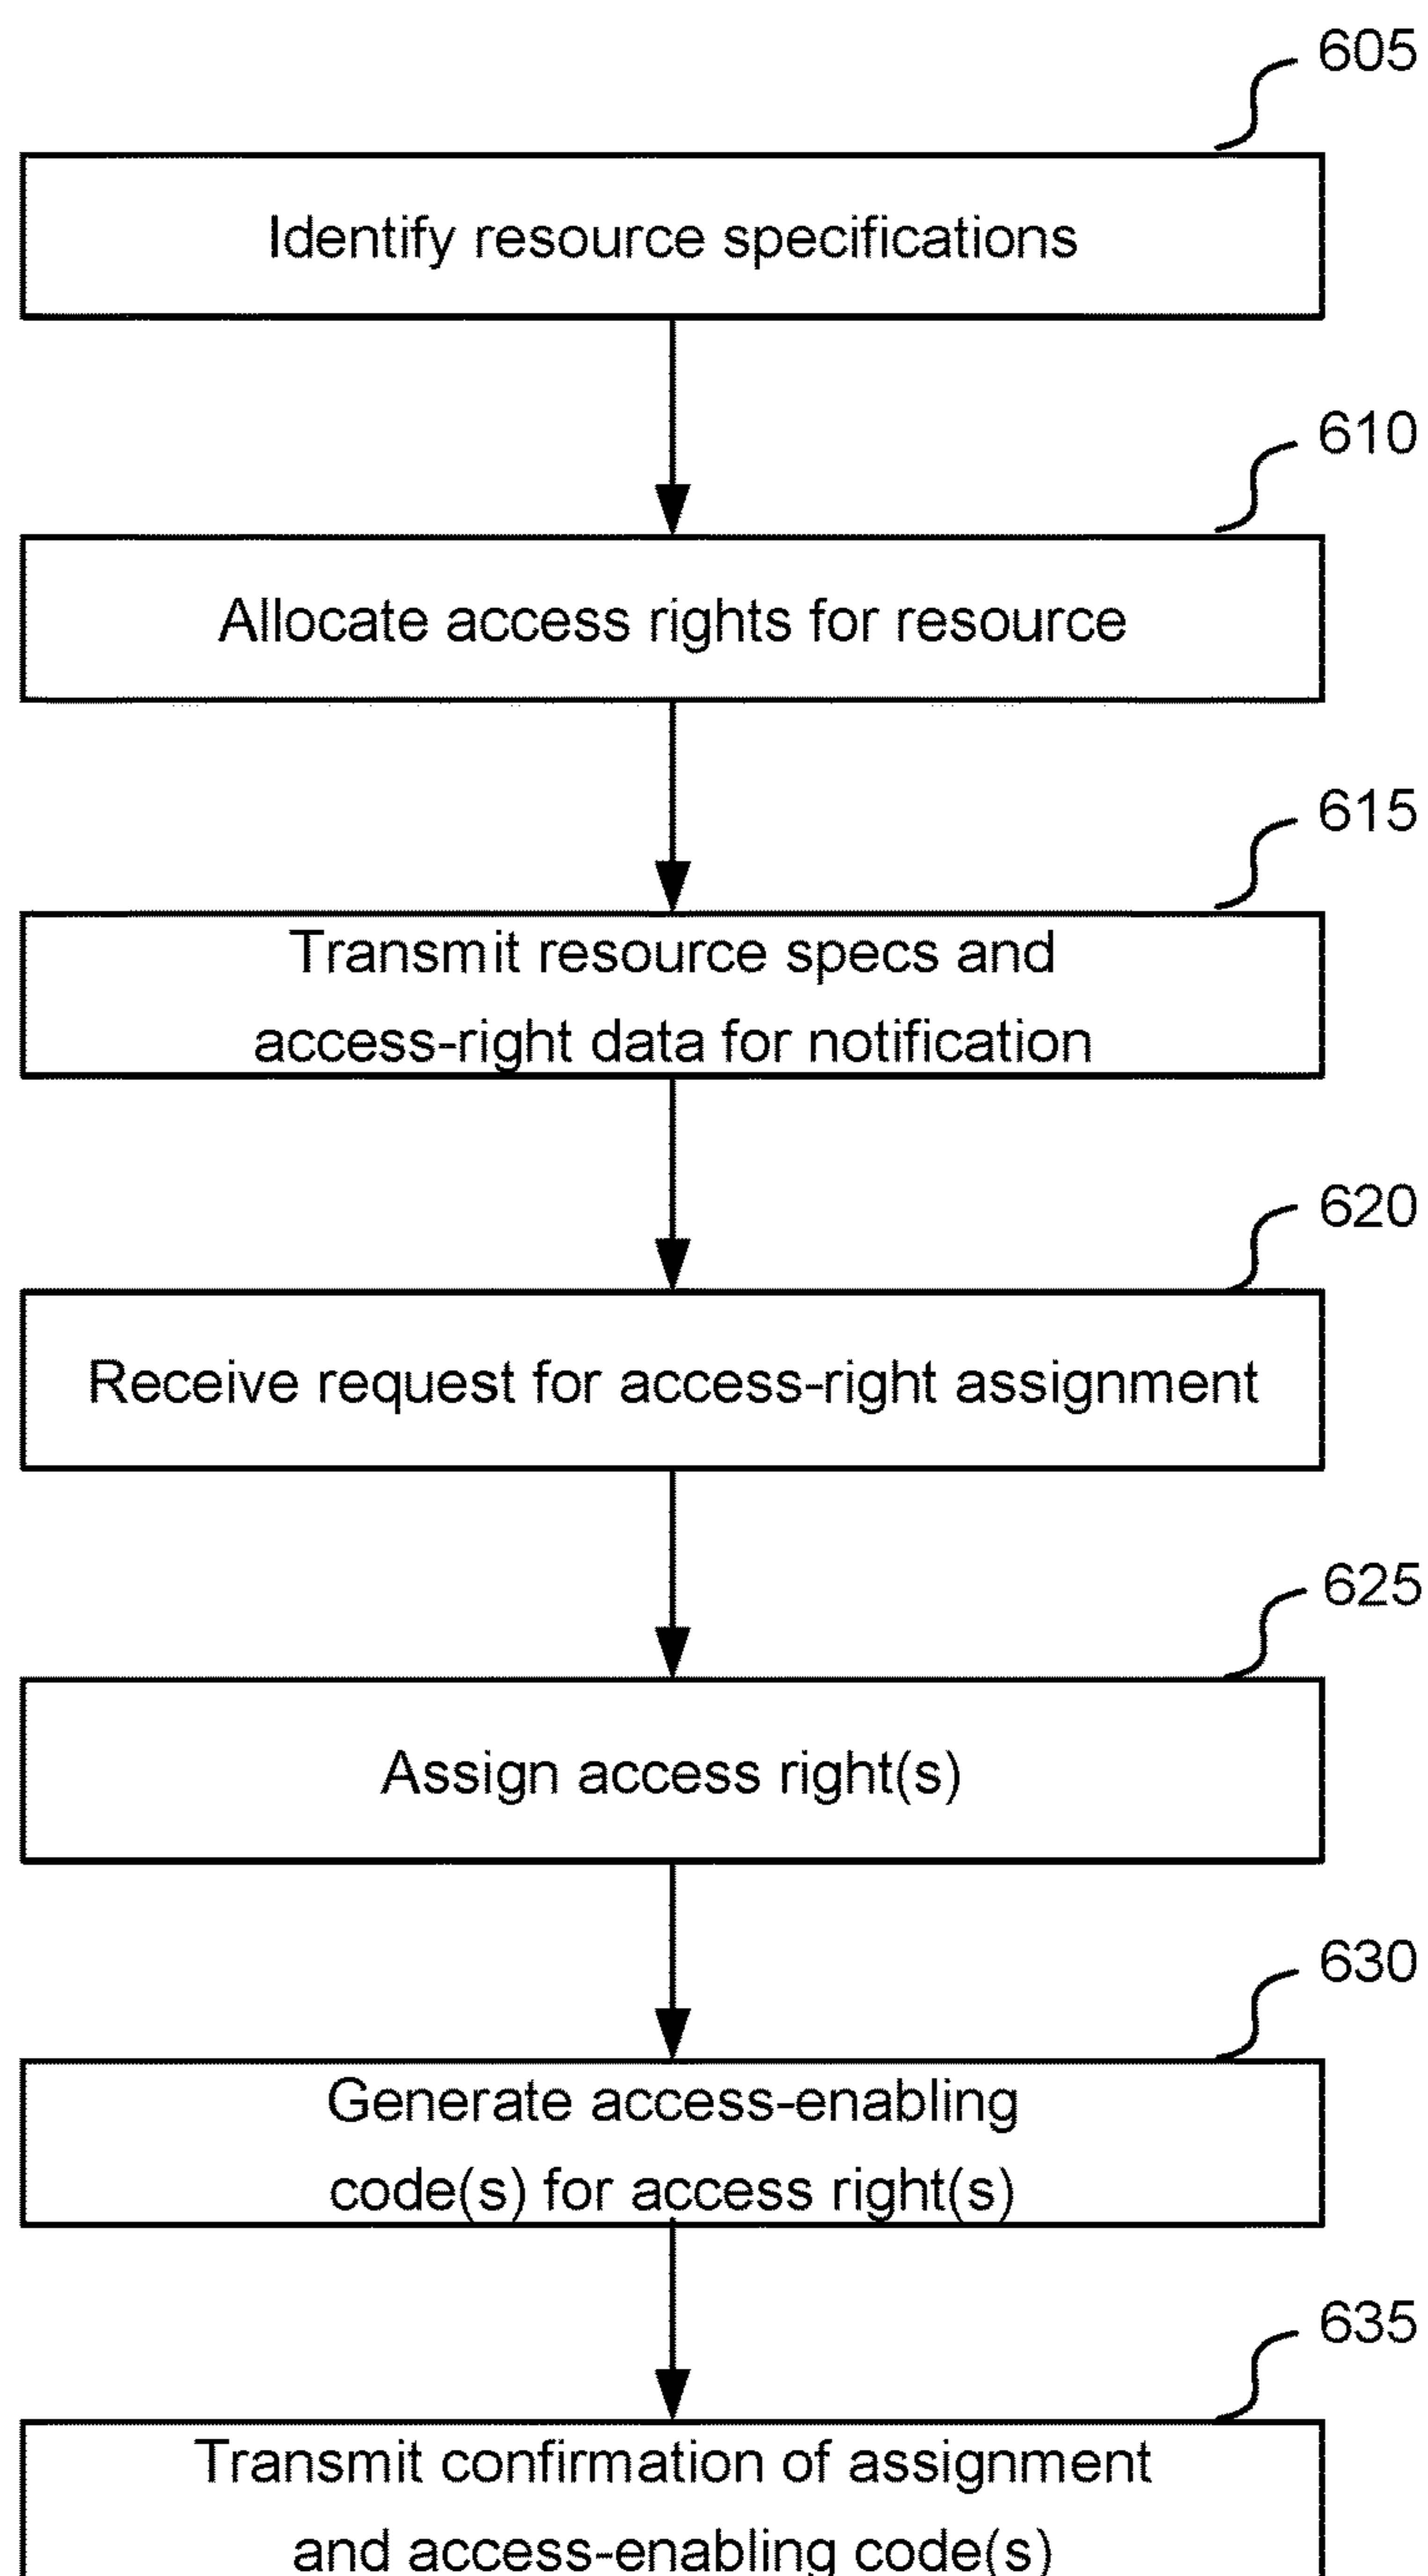 605
Identify resource specifications
610
Allocate access rights for resource
615
Transmit resource specs and
access-right data for notification
620
Receive request for access-right assignment
625
Assign access right(s)
630
Generate access-enabling
code(s) for access right(s)
635
Transmit confirmation of assignment
and access-enabling code(s)